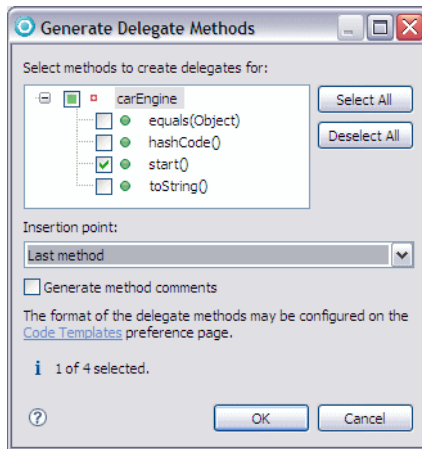 Generate Delegate Methods
Select methods to create delegates for:
carEngine
equals(Object)
hashCode()
start()
toString()
Select All
Deselect All
Insertion point:
Last method
Generate method comments
The format of the delegate methods may be configured on the
Code Templates preference page.
i 1 of 4 selected.
?
OK
Cancel